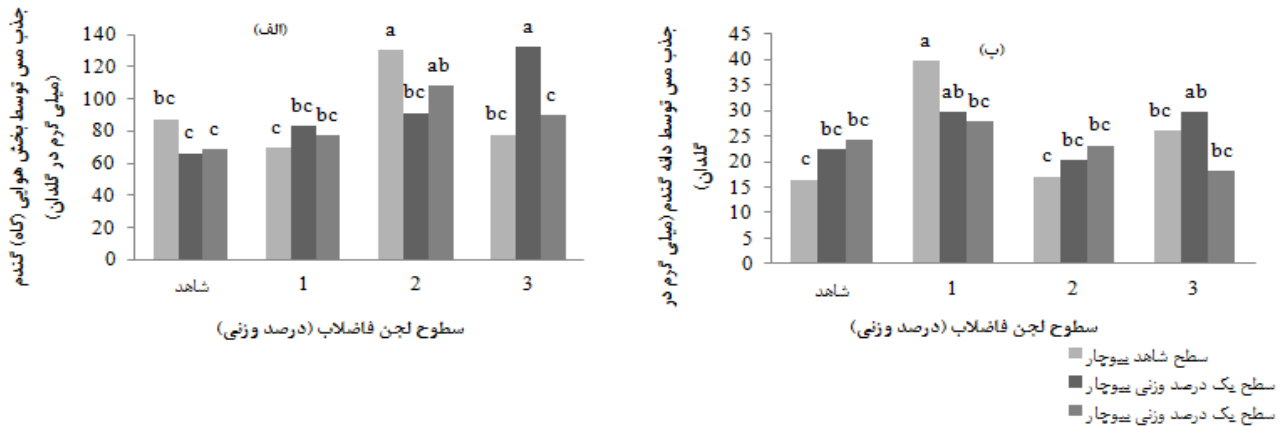 جذب مس توسط بخش هوایی (کاه) گندم
(میلی گرم در گلدان)
(الف)
140
120
100
80
60
40
20
0
bc c c
c bc bc
a bc ab
bc a c
شاهد 1 2 3
سطوح لجن فاضلاب (درصد وزنی)
جذب مس توسط دانه گندم (میلی گرم در
گلدان)
(ب)
45
40
35
30
25
20
15
10
5
0
c bc bc
a ab bc
c bc bc
bc ab bc
شاهد 1 2 3
سطوح لجن فاضلاب (درصد وزنی)
سطح شاهد بیوچار
سطح یک درصد وزنی بیوچار
سطح یک درصد وزنی بیوچار